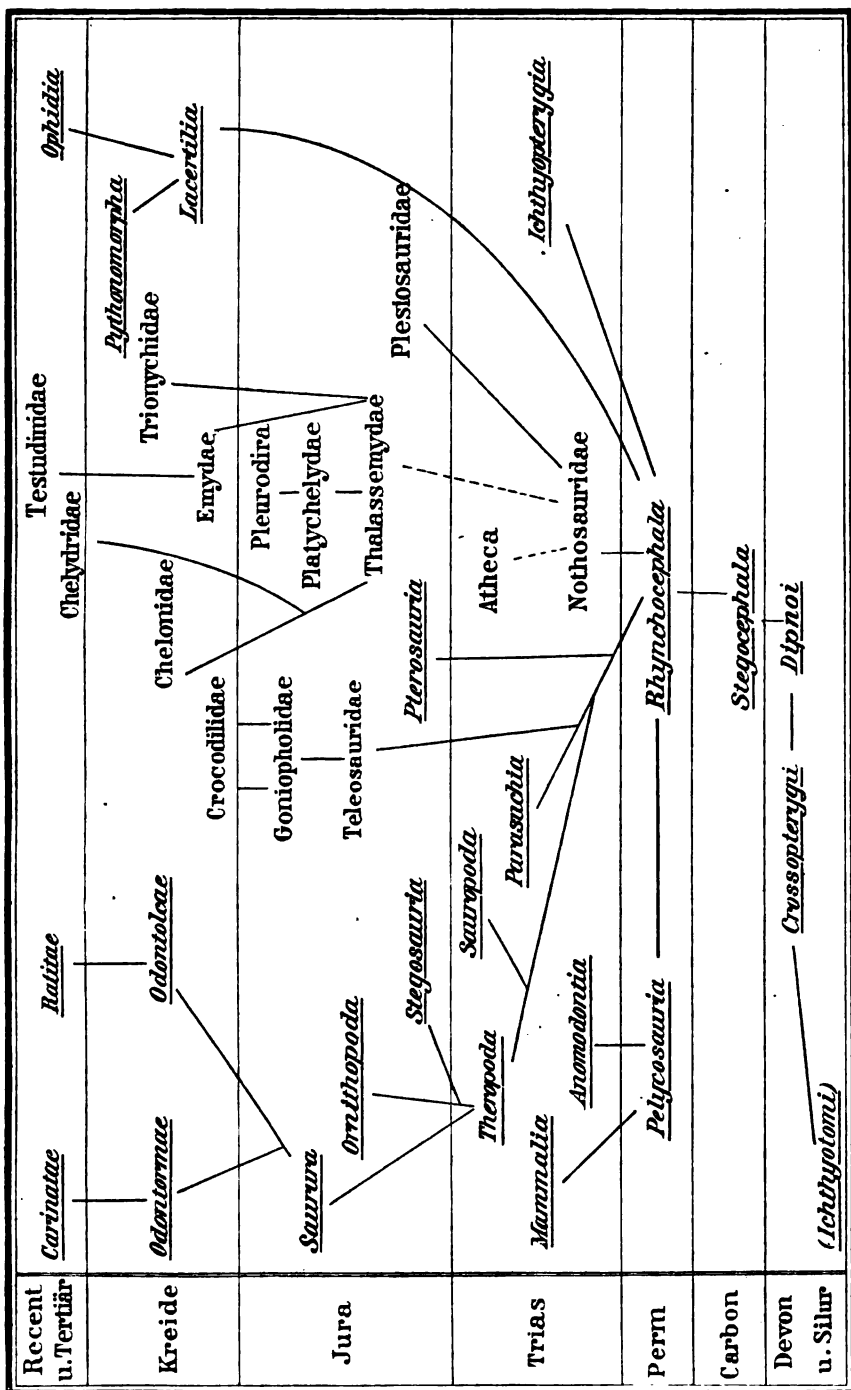 Recent
u. Tertiär
Carinatae
Ratitae
Chelydridae
Testudinidae
Ophidia
Kreide
Odontormae
Odontolcae
Crocodilidae
Chelonidae
Emydae
Trionychidae
Pythonomorpha
Lacertilia
Jura
Saurura
Ornithopoda
Stegosauria
Goniopholidae
Teleosauridae
Pterosauria
Pleurodira
Platychelydae
Thalassemydae
Plesiosauridae
Trias
Mammalia
Theropoda
Anomodontia
Sauropoda
Parasuchia
Atheca
Nothosauridae
Ichthyopterygia
Perm
Pelycosauria
Rhynchocephala
Carbon
Stegocephala
Devon
u. Silur
(Ichthyotomi)
Crossopterygii
Dipnoi